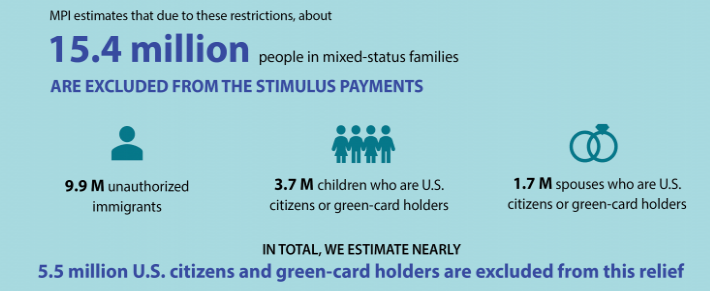 MPI estimates that due to these restrictions, about
15.4 million people in mixed-status families
ARE EXCLUDED FROM THE STIMULUS PAYMENTS
9.9 M unauthorized
immigrants
3.7 M children who are U.S.
citizens or green-card holders
1.7 M spouses who are U.S.
citizens or green-card holders
IN TOTAL, WE ESTIMATE NEARLY
5.5 million U.S. citizens and green-card holders are excluded from this relief